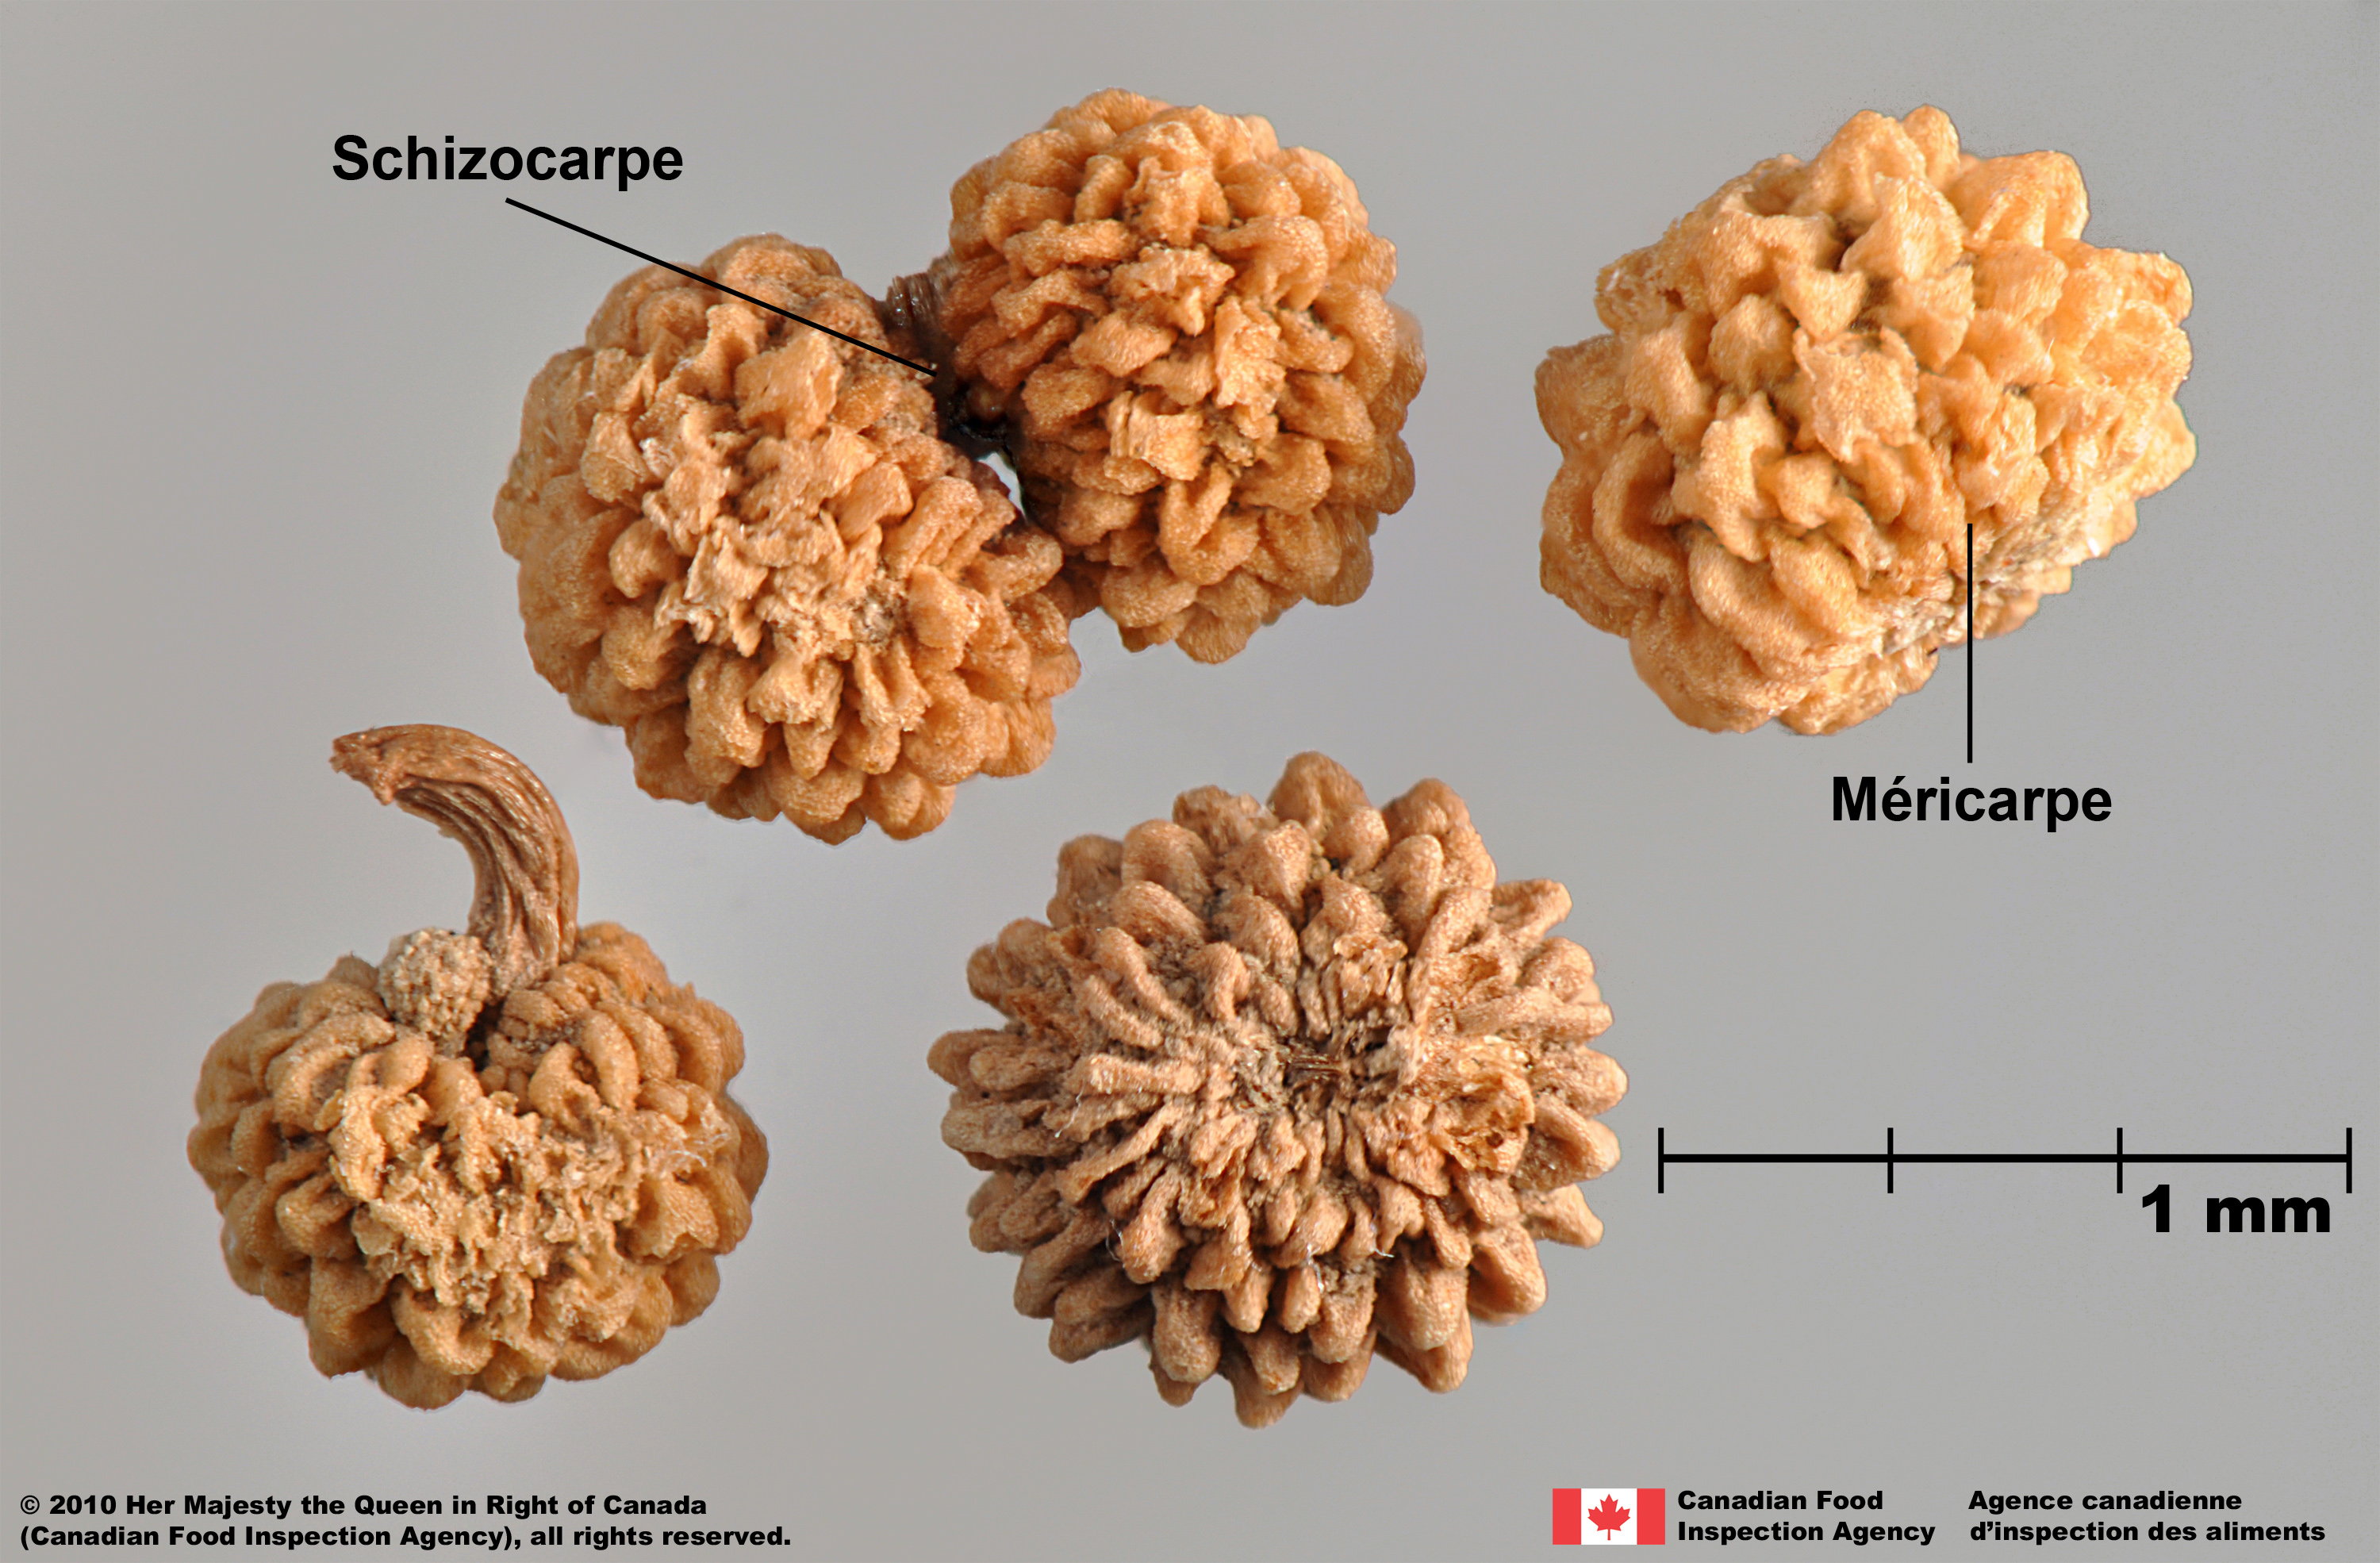 Schizocarpe
Méricarpe
1 mm
© 2010 Her Majesty the Queen in Right of Canada
(Canadian Food Inspection Agency), all rights reserved.
Canadian Food
Inspection Agency
Agence canadienne
d'inspection des aliments